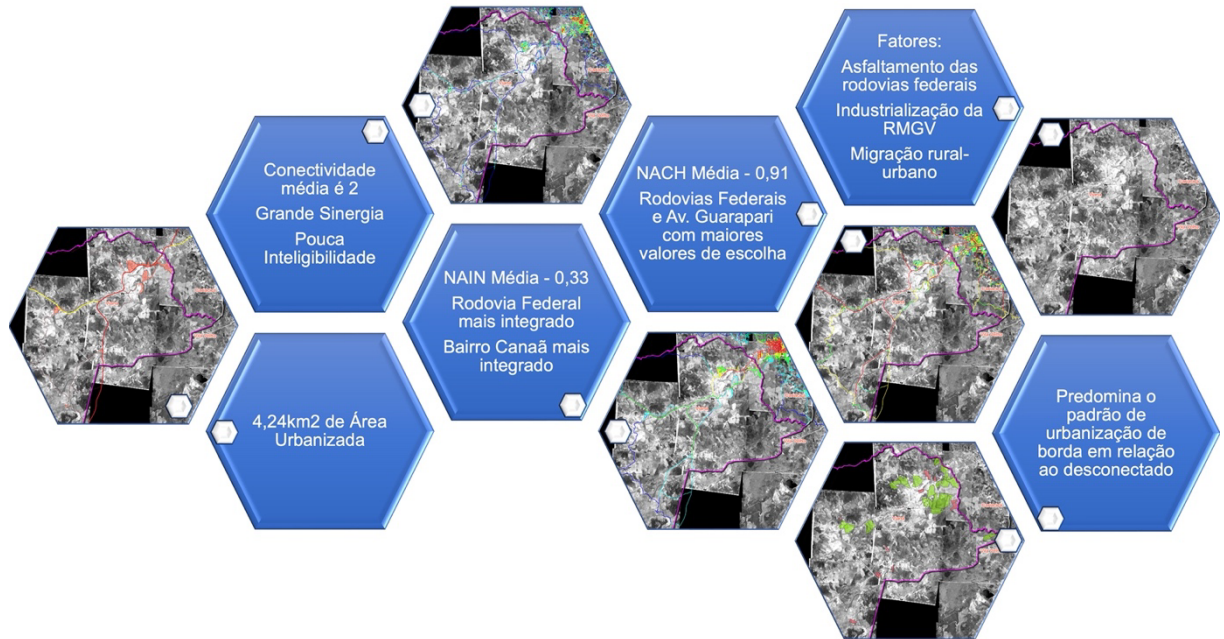 Conectividade
média é 2
Grande Sinergia
Pouca
Inteligibilidade
4,24km2 de Área
Urbanizada
NAIN Média - 0,33
Rodovia Federal
mais integrado
Bairro Canaã mais
integrado
NACH Média - 0,91
Rodovias Federais
e Av. Guarapari
com maiores
valores de escolha
Fatores:
Asfaltamento das
rodovias federais
Industrialização da
RMGV
Migração rural-
urbano
Predomina o
padrão de
urbanização de
borda em relação
ao desconectado